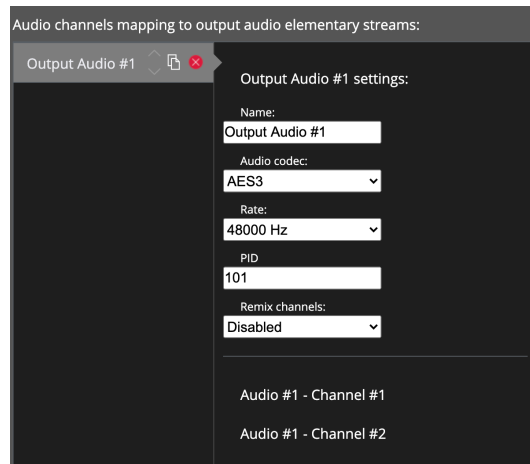 Audio channels mapping to output audio elementary streams:
Output Audio #1
Output Audio #1 settings:
Name:
Output Audio #1
Audio codec:
AES3
Rate:
48000 Hz
PID
101
Remix channels:
Disabled
Audio #1 - Channel #1
Audio #1 - Channel #2